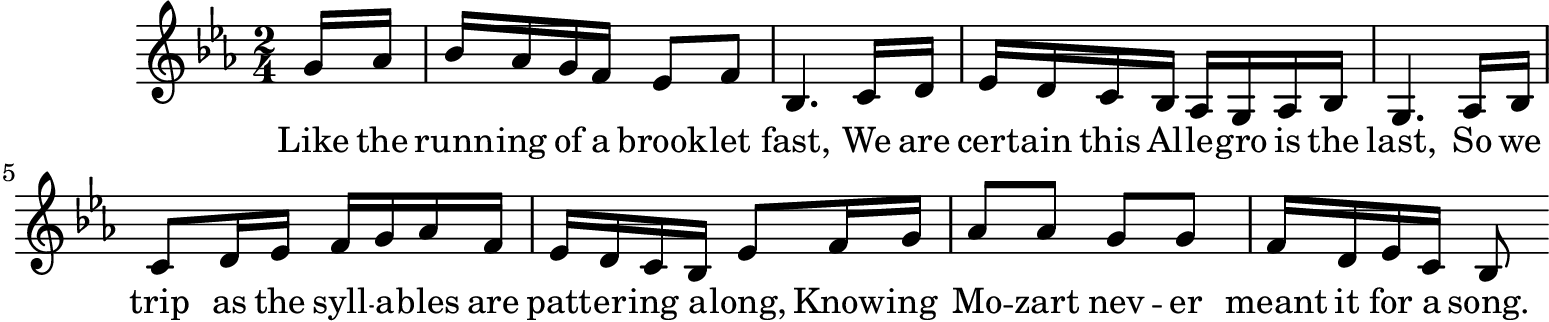 2
4
Like the running of a brooklet fast, We are certain this Allegro is the last, So we
5
trip as the syll -- ables are pattering along, Knowing Mo -- zart nev -- er meant it for a song.